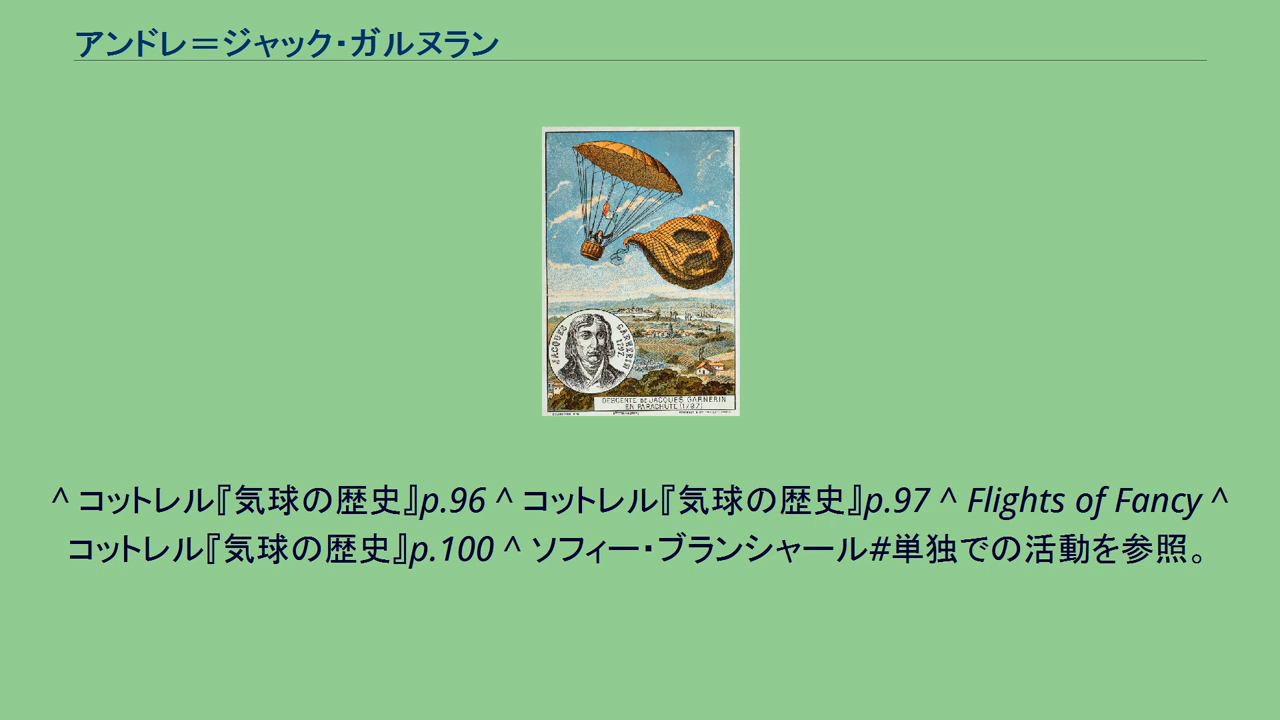 アンドレ＝ジャック・ガルヌラン
JACQUES GARNERIN
1797.
DESCENTE DE JACQUES GARNERIN
EN PARACHUTE (1797)
^ コットレル『気球の歴史』p.96 ^ コットレル『気球の歴史』p.97 ^ Flights of Fancy ^
コットレル『気球の歴史』p.100 ^ ソフィー・ブランシャール#単独での活動を参照。